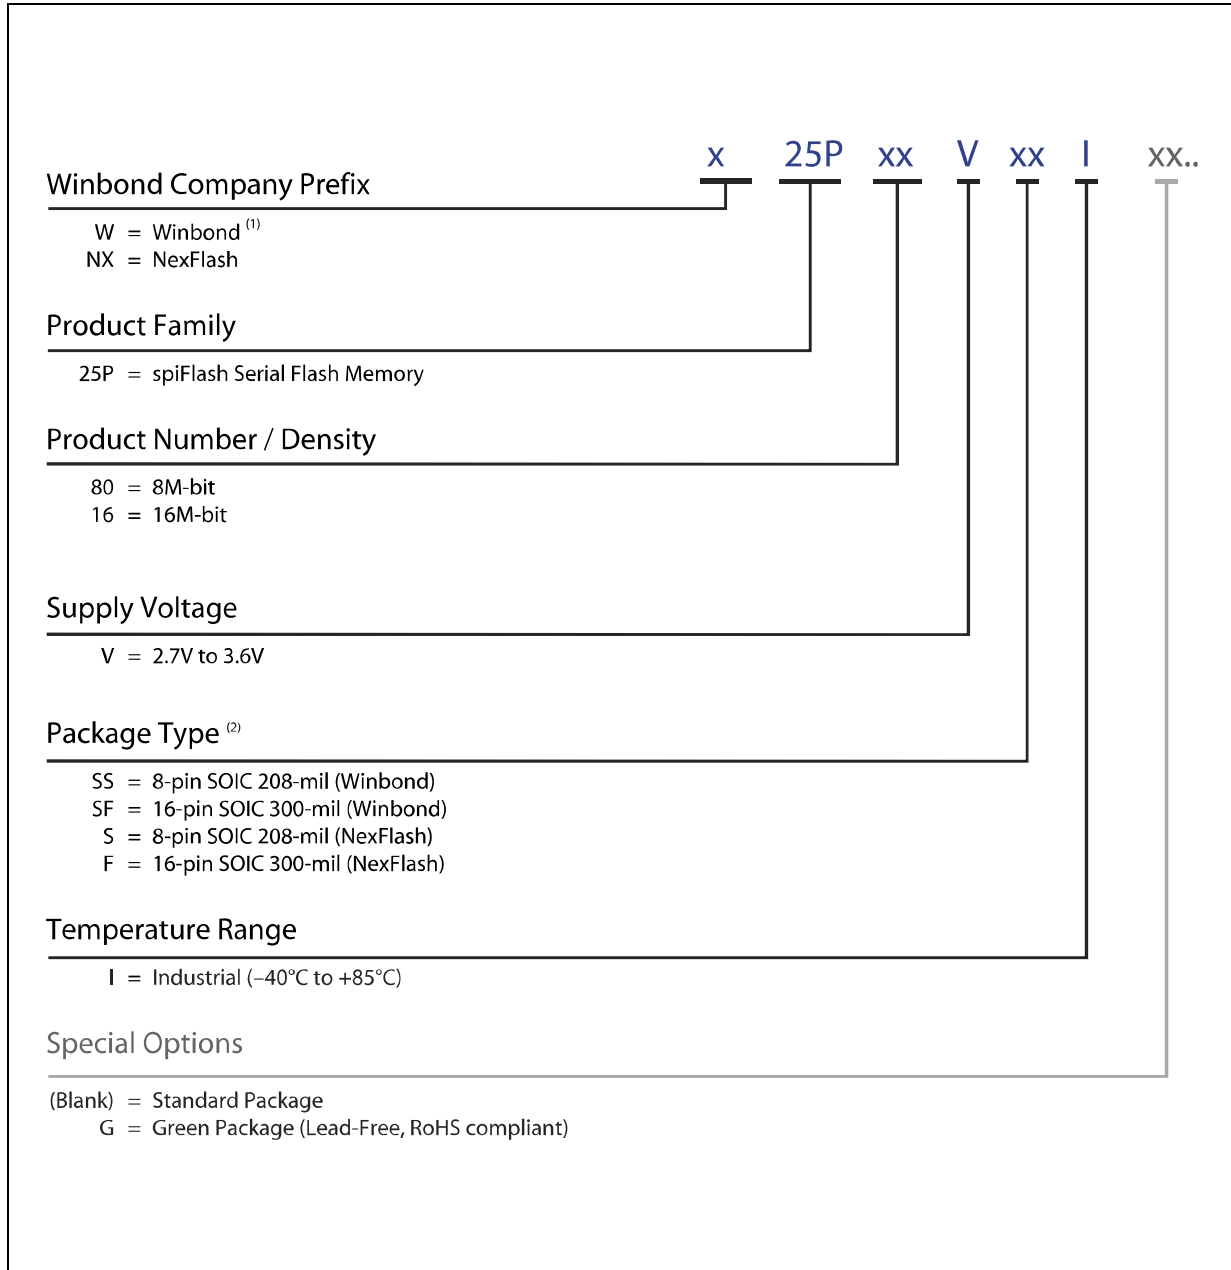 x 25P xx V xx I xx..
Winbond Company Prefix
W = Winbond (1)
NX = NexFlash
Product Family
25P = spiFlash Serial Flash Memory
Product Number / Density
80 = 8M-bit
16 = 16M-bit
Supply Voltage
V = 2.7V to 3.6V
Package Type (2)
SS = 8-pin SOIC 208-mil (Winbond)
SF = 16-pin SOIC 300-mil (Winbond)
S = 8-pin SOIC 208-mil (NexFlash)
F = 16-pin SOIC 300-mil (NexFlash)
Temperature Range
I = Industrial (–40°C to +85°C)
Special Options
(Blank) = Standard Package
G = Green Package (Lead-Free, RoHS compliant)